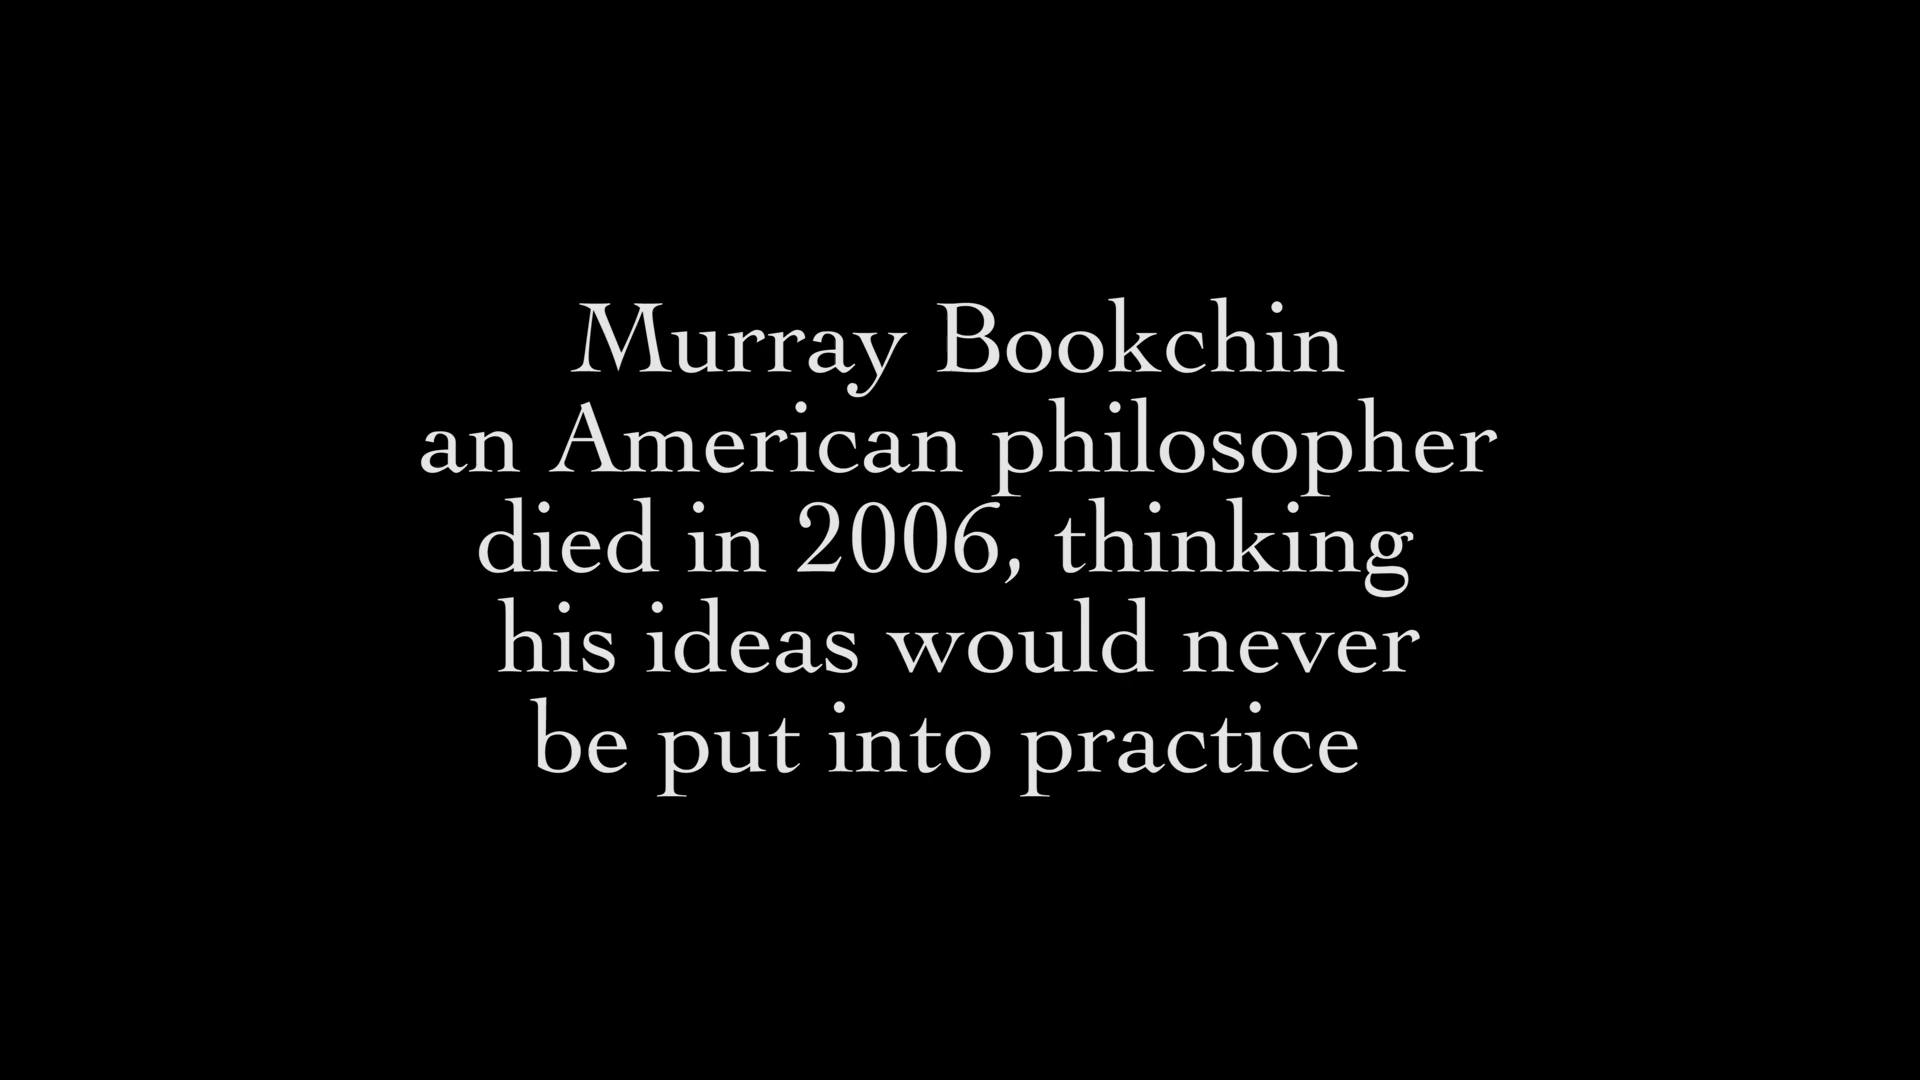 Murray Bookchin
an American philosopher
died in 2006, thinking
his ideas would never
be put into practice